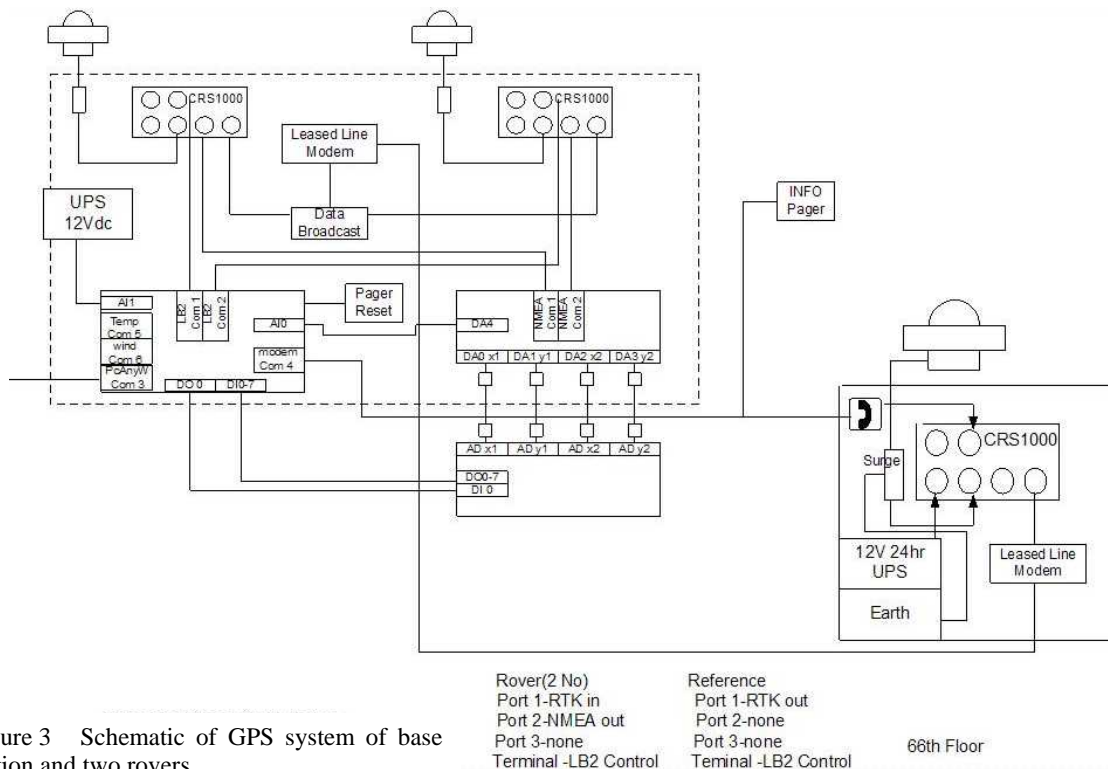 CRS1000
CRS1000
Leased Line
Modem
UPS
12Vdc
Data
Broadcast
INFO
Pager
LB2
Com 1
LB2
Com 2
NMEA
Com 1
NMEA
Com 2
AI1
Pager
Reset
Temp
Com 5
AI0
DA4
wind
Com 6
modem
Com 4
PcAnyW
Com 3
DO 0
DI0-7
DA0 x1
DA1 y1
DA2 x2
DA3 y2
AD x1
AD y1
AD x2
AD y2
DO0-7
DI 0
CRS1000
Surge
12V 24hr
UPS
Leased Line
Modem
Earth
Rover(2 No)
Port 1-RTK in
Port 2-NMEA out
Port 3-none
Terminal -LB2 Control
Reference
Port 1-RTK out
Port 2-none
Port 3-none
Teminal -LB2 Control
66th Floor
ure 3 Schematic of GPS system of base
tion and two rovers